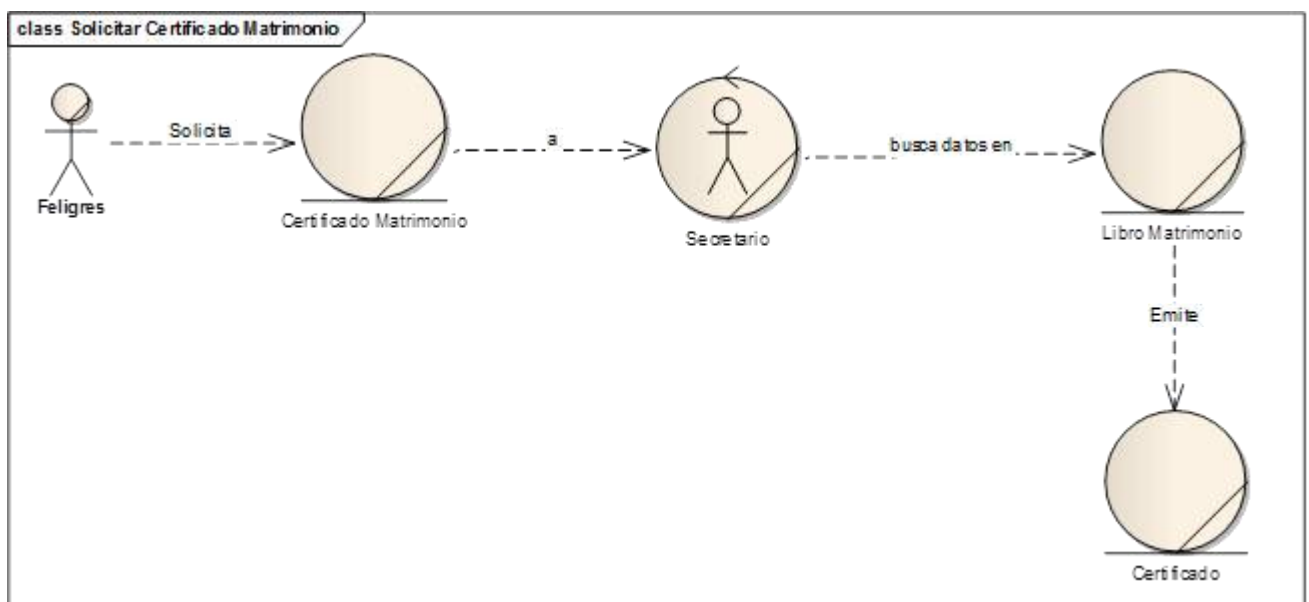 class Solicitar Certificado Matrimonio
Solicita
a
busca datos en
Feligres
Certificado Matrimonio
Secretario
Libro Matrimonio
Emite
Certificado